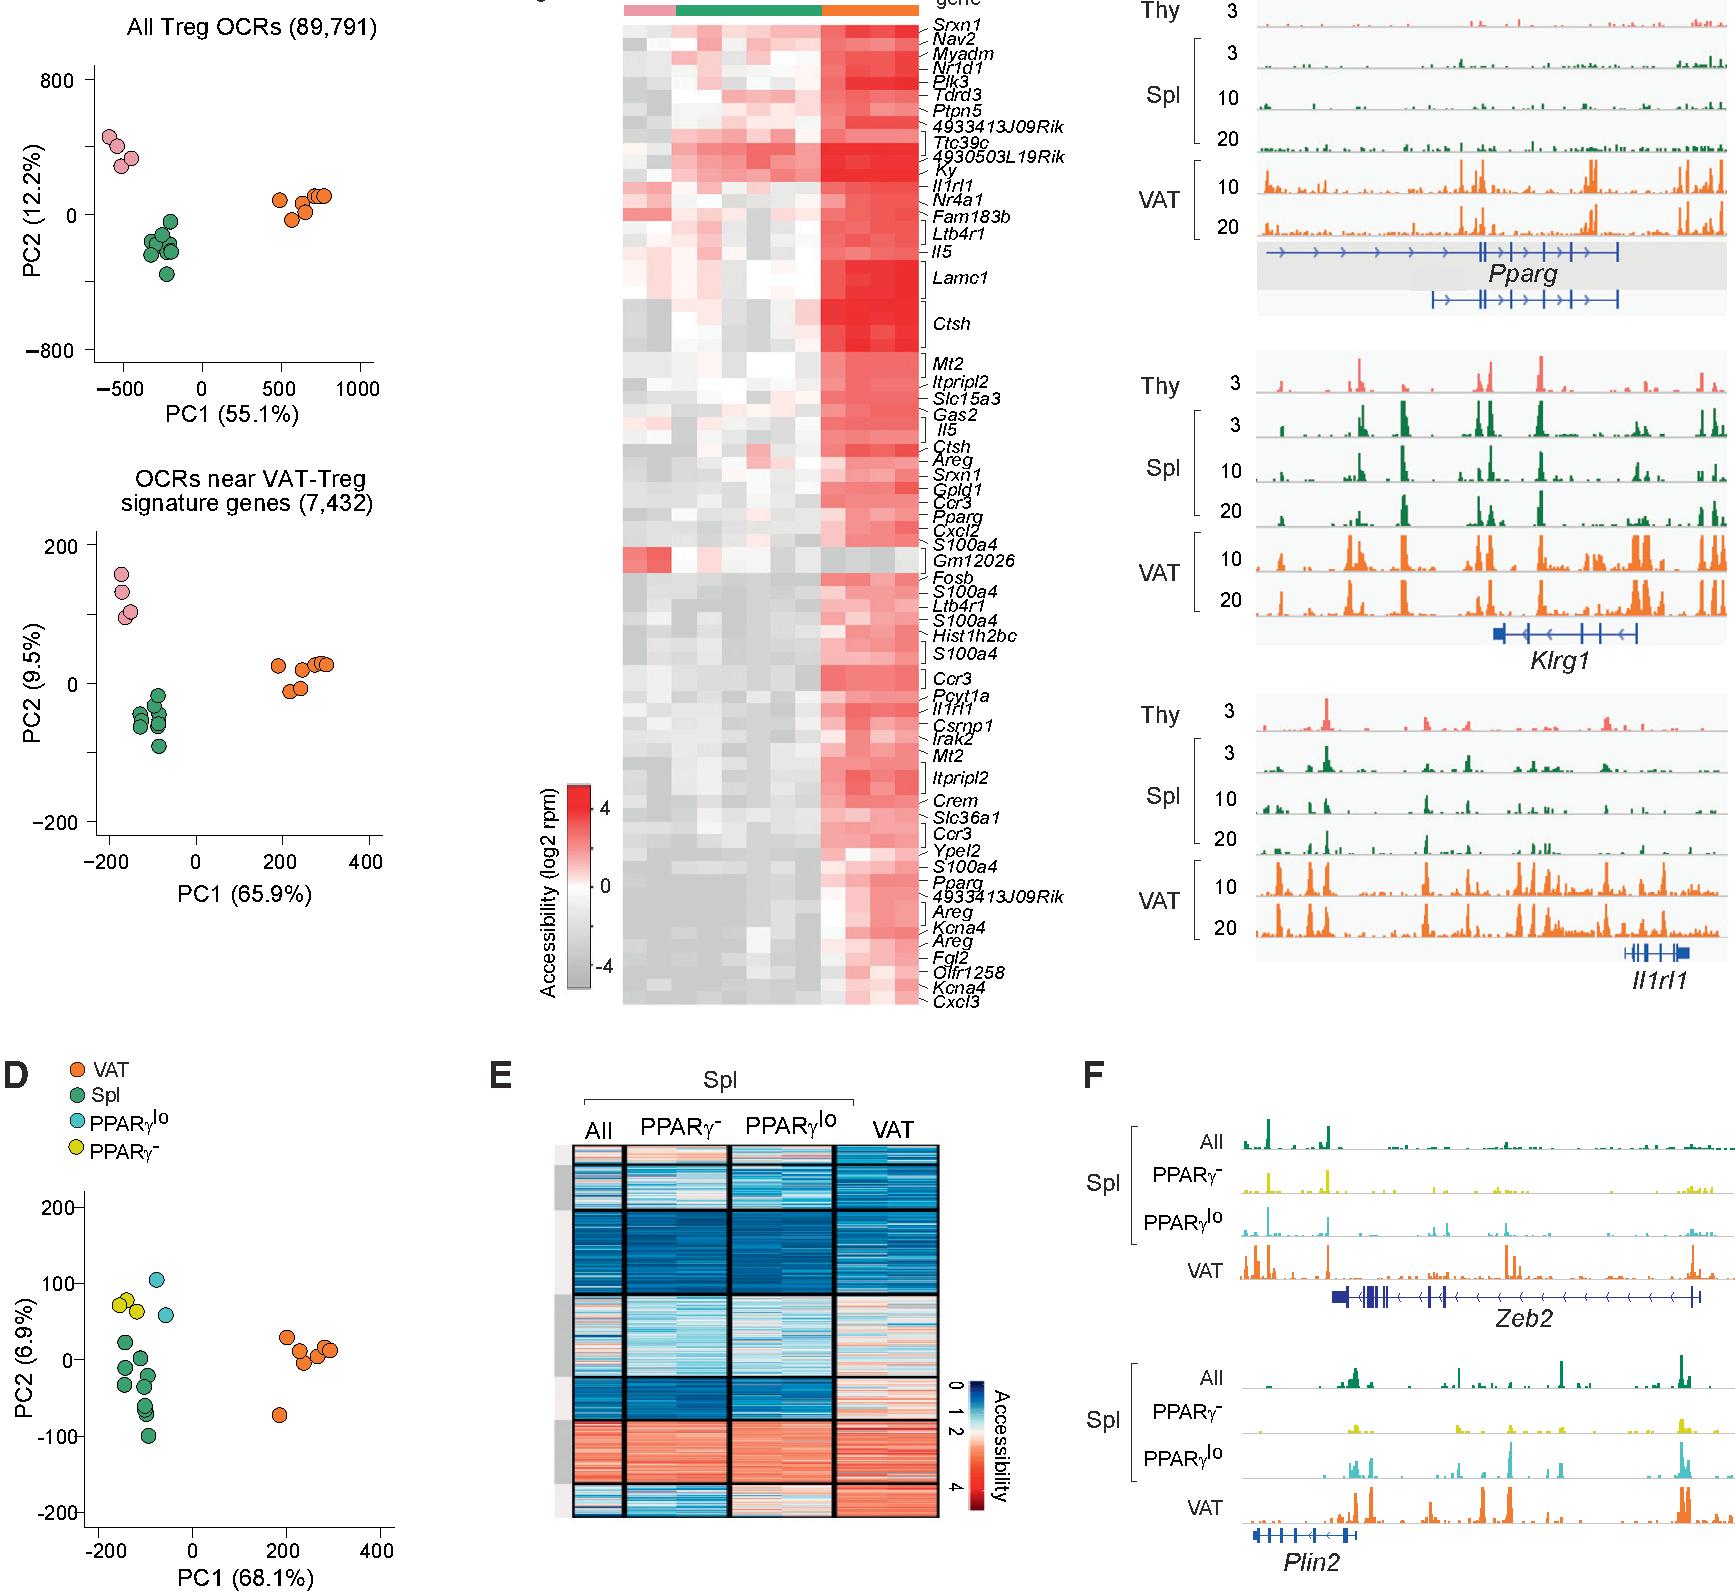 All Treg OCRs (89,791)
800
0
−800
PC2 (12.2%)
−500
0
500
1000
PC1 (55.1%)
OCRs near VAT-Treg
signature genes (7,432)
200
0
−200
PC2 (9.5%)
−200
0
200
400
PC1 (65.9%)
gene
Srxn1
Nav2
Myadm
Nr1d1
Plk3
Tdrd3
Ptpn5
4933413J09Rik
Ttc39c
4930503L19Rik
Ky
Il1rl1
Nr4a1
Fam183b
Ltb4r1
Il5
Lamc1
Ctsh
Mt2
Itpripl2
Slc15a3
Gas2
Il5
Ctsh
Areg
Srxn1
Gpld1
Ccr3
Pparg
Cxcl2
S100a4
Gm12026
Fosb
S100a4
Ltb4r1
S100a4
Hist1h2bc
S100a4
Ccr3
Pcyt1a
Il1rl1
Csrnp1
Irak2
Mt2
Itpripl2
Crem
Slc36a1
Ccr3
Ypel2
S100a4
Pparg
4933413J09Rik
Areg
Kcna4
Areg
Fgl2
Olfr1258
Kcna4
Cxcl3
Accessibility (log2 rpm)
4
0
-4
Thy
3
Spl
3
10
20
VAT
10
20
Pparg
Thy
3
Spl
3
10
20
VAT
10
20
Klrg1
Thy
3
Spl
3
10
20
VAT
10
20
Il1rl1
D
VAT
Spl
PPARγlo
PPARγ-
200
100
0
-100
-200
PC2 (6.9%)
-200
0
200
400
PC1 (68.1%)
E
Spl
All
PPARγ-
PPARγlo
VAT
0
1
2
4
Accessibility
F
Spl
All
PPARγ-
PPARγlo
VAT
Zeb2
Spl
All
PPARγ-
PPARγlo
VAT
Plin2